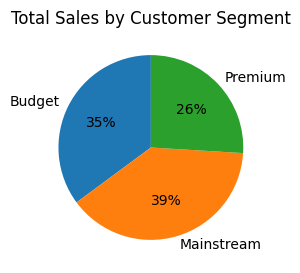 Total Sales by Customer Segment
Premium
Budget
26%
35%
39%
Mainstream